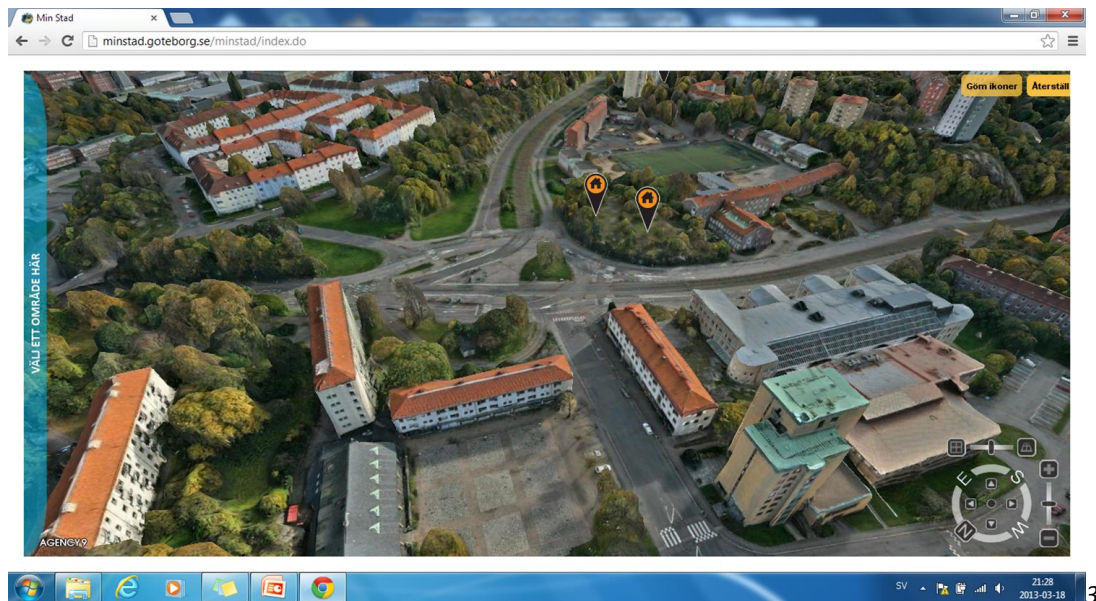 Min Stad
minstad.goteborg.se/minstad/index.do
Göm ikoner
Återställ
VÄLJ ETT OMRÅDE HÄR
E
S
N
W
AGENCY9
SV
21:28
2013-03-18
3